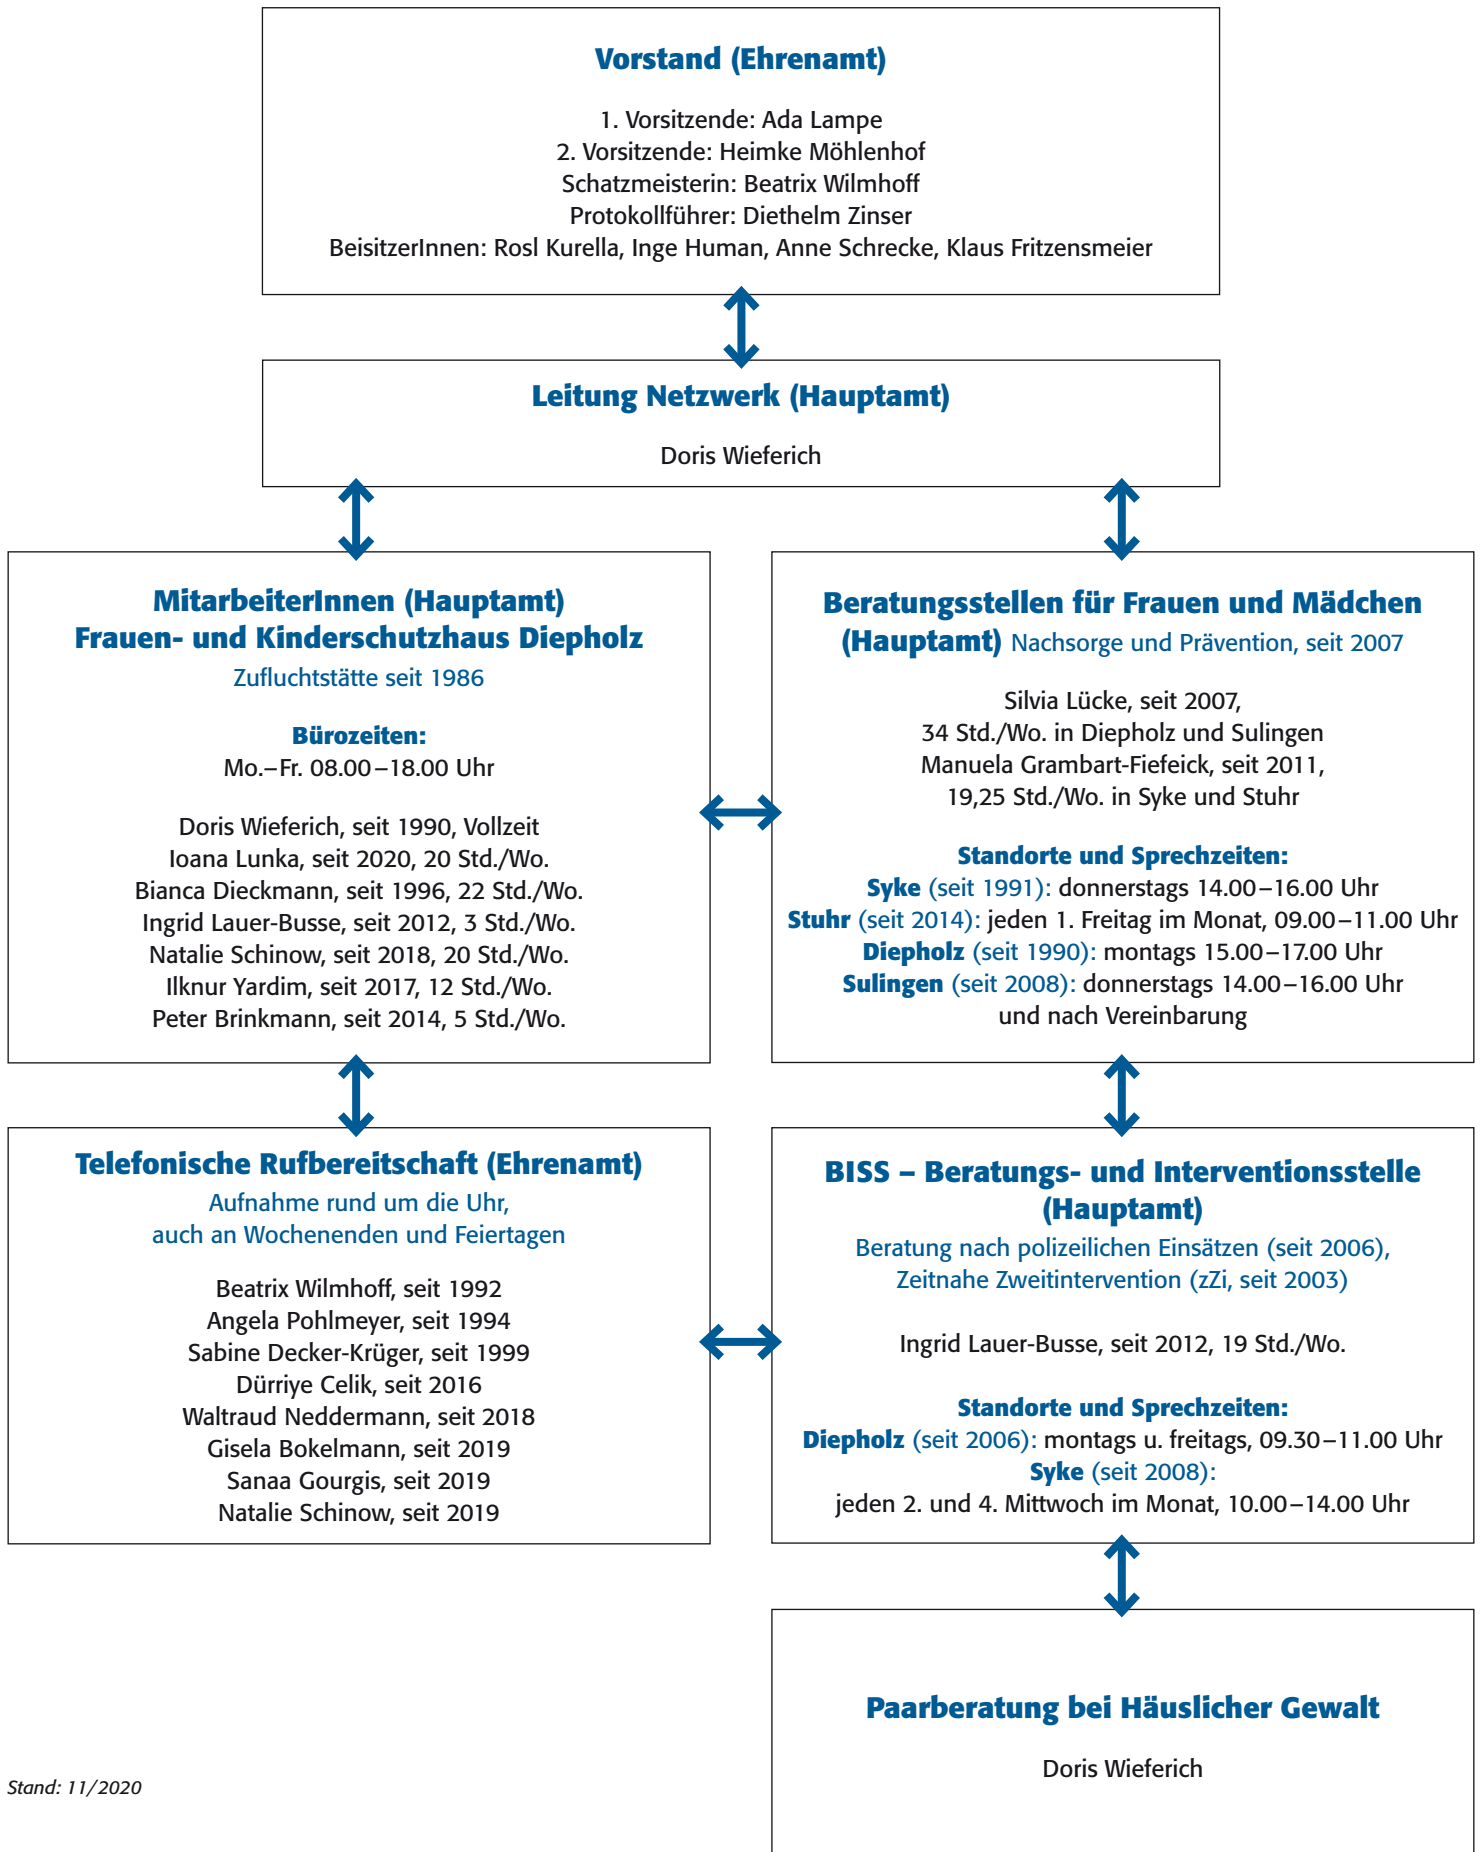 Vorstand (Ehrenamt)
1. Vorsitzende: Ada Lampe
2. Vorsitzende: Heimke Möhlenhof
Schatzmeisterin: Beatrix Wilmhoff
Protokollführer: Diethelm Zinser
BeisitzerInnen: Rosl Kurella, Inge Human, Anne Schrecke, Klaus Fritzensmeier
Leitung Netzwerk (Hauptamt)
Doris Wieferich
MitarbeiterInnen (Hauptamt)
Frauen- und Kinderschutzhaus Diepholz
Zufluchtstätte seit 1986
Bürozeiten:
Mo.–Fr. 08.00–18.00 Uhr
Doris Wieferich, seit 1990, Vollzeit
Ioana Lunka, seit 2020, 20 Std./Wo.
Bianca Dieckmann, seit 1996, 22 Std./Wo.
Ingrid Lauer-Busse, seit 2012, 3 Std./Wo.
Natalie Schinow, seit 2018, 20 Std./Wo.
Ilknur Yardim, seit 2017, 12 Std./Wo.
Peter Brinkmann, seit 2014, 5 Std./Wo.
Beratungsstellen für Frauen und Mädchen
(Hauptamt) Nachsorge und Prävention, seit 2007
Silvia Lücke, seit 2007,
34 Std./Wo. in Diepholz und Sulingen
Manuela Grambart-Fiefeick, seit 2011,
19,25 Std./Wo. in Syke und Stuhr
Standorte und Sprechzeiten:
Syke (seit 1991): donnerstags 14.00–16.00 Uhr
Stuhr (seit 2014): jeden 1. Freitag im Monat, 09.00–11.00 Uhr
Diepholz (seit 1990): montags 15.00–17.00 Uhr
Sulingen (seit 2008): donnerstags 14.00–16.00 Uhr
und nach Vereinbarung
Telefonische Rufbereitschaft (Ehrenamt)
Aufnahme rund um die Uhr,
auch an Wochenenden und Feiertagen
Beatrix Wilmhoff, seit 1992
Angela Pohlmeyer, seit 1994
Sabine Decker-Krüger, seit 1999
Dürriye Celik, seit 2016
Waltraud Neddermann, seit 2018
Gisela Bokelmann, seit 2019
Sanaa Gourgis, seit 2019
Natalie Schinow, seit 2019
BISS – Beratungs- und Interventionsstelle
(Hauptamt)
Beratung nach polizeilichen Einsätzen (seit 2006),
Zeitnahe Zweitintervention (zZi, seit 2003)
Ingrid Lauer-Busse, seit 2012, 19 Std./Wo.
Standorte und Sprechzeiten:
Diepholz (seit 2006): montags u. freitags, 09.30–11.00 Uhr
Syke (seit 2008):
jeden 2. und 4. Mittwoch im Monat, 10.00–14.00 Uhr
Paarberatung bei Häuslicher Gewalt
Doris Wieferich
Stand: 11/2020